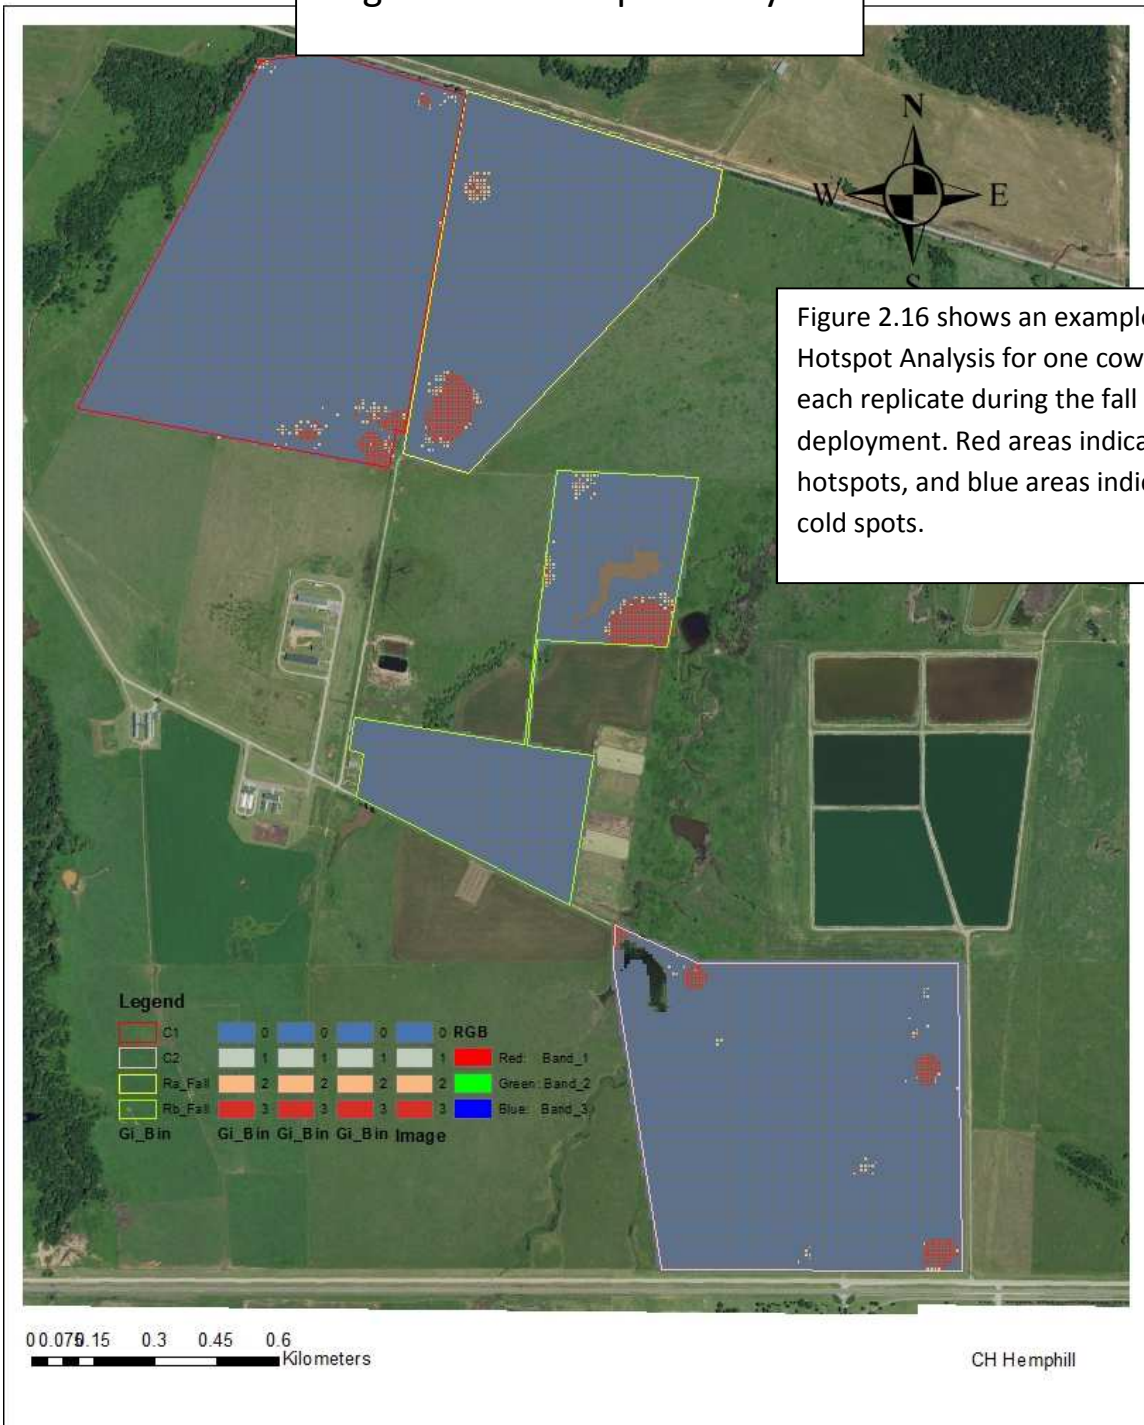 N
W E
S
Figure 2.16 shows an example
Hotspot Analysis for one cow
each replicate during the fall
deployment. Red areas
hotspots, and blue areas
cold spots.
Legend
C1 0 0 0 0 RGB
C2 1 1 1 1 Red: Band_1
Ra_Fall 2 2 2 2 Green: Band_2
Rb_Fall 3 3 3 3 Blue: Band_3
Gi_Bin Gi_Bin Gi_Bin Gi_Bin Image
0 0.075 0.15 0.3 0.45 0.6
Kilometers
CH Hemphill